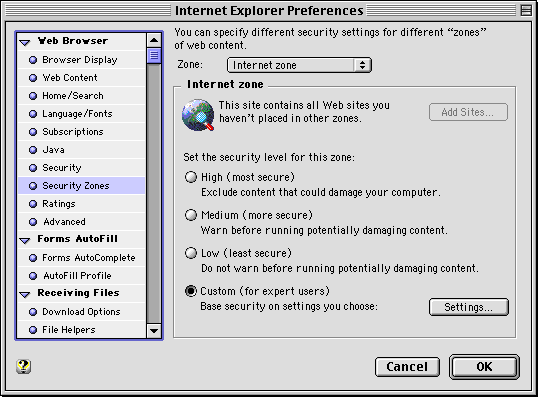 Internet Explorer Preferences
Web Browser
Browser Display
Web Content
Home/Search
Language/Fonts
Subscriptions
Java
Security
Security Zones
Ratings
Advanced
Forms AutoFill
Forms AutoComplete
AutoFill Profile
Receiving Files
Download Options
File Helpers
You can specify different security settings for different “zones”
of web content.
Zone: Internet zone
Internet zone
This site contains all Web sites you
haven't placed in other zones.
Add Sites...
Set the security level for this zone:
High (most secure)
Exclude content that could damage your computer.
Medium (more secure)
Warn before running potentially damaging content.
Low (least secure)
Do not warn before running potentially damaging content.
Custom (for expert users)
Base security on settings you choose:
Settings...
?
Cancel
OK